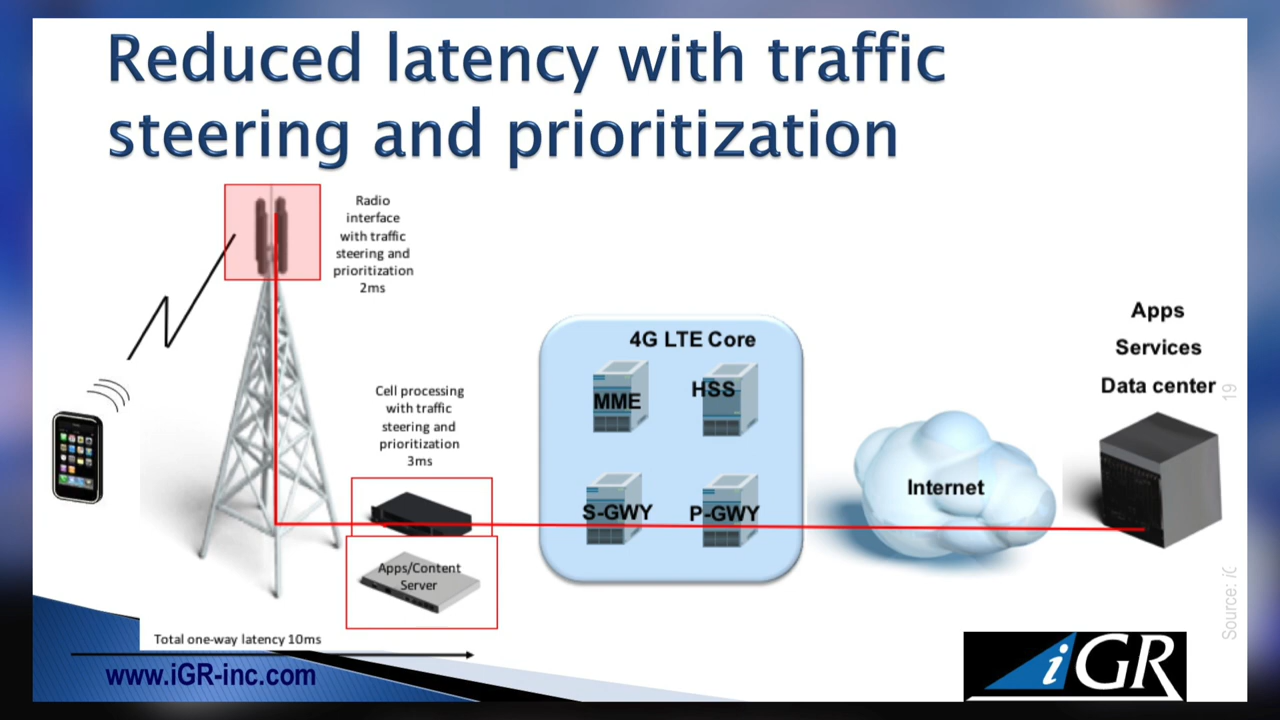 Reduced latency with traffic
steering and prioritization
Radio
interface
with traffic
steering and
prioritization
2ms
Cell processing
with traffic
steering and
prioritization
3ms
Apps/Content
Server
4G LTE Core
MME
HSS
S-GWY
P-GWY
Internet
Apps
Services
Data center
19
Source:
Total one-way latency 10ms
www.iGR-inc.com
iGR